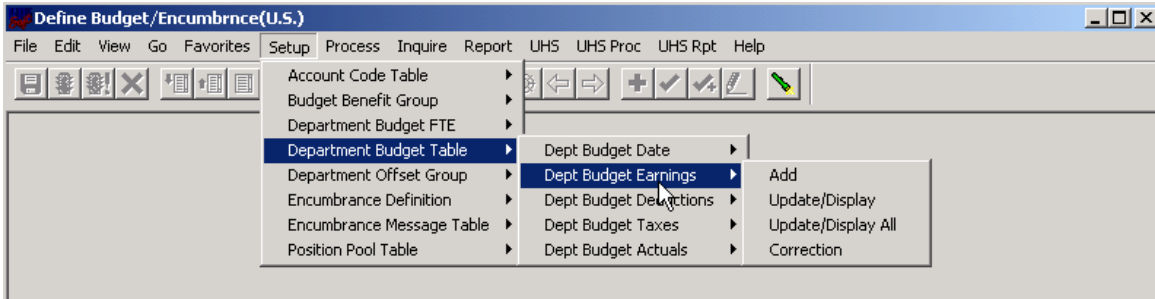 Define Budget/Encumbrnce(U.S.)
File Edit View Go Favorites Setup Process Inquire Report UHS UHS Proc UHS Rpt Help
Account Code Table
Budget Benefit Group
Department Budget FTE
Department Budget Table
Department Offset Group
Encumbrance Definition
Encumbrance Message Table
Position Pool Table
Dept Budget Date
Dept Budget Earnings
Dept Budget Deductions
Dept Budget Taxes
Dept Budget Actuals
Add
Update/Display
Update/Display All
Correction